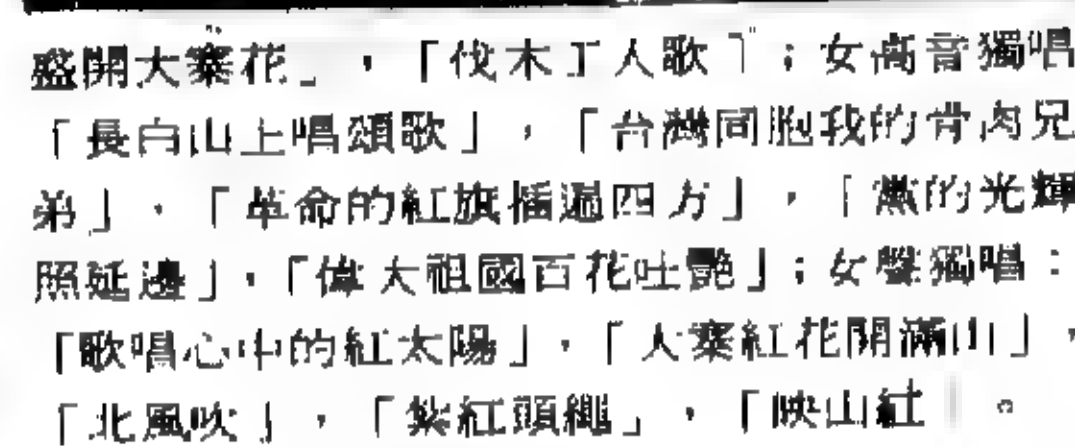 盛開大寨花」，「伐木工人歌」；女高音獨唱
「長白山上唱頌歌」，「台灣同胞我的骨肉兄
弟」，「革命的紅旗插遍四方」，「黨的光輝
照延邊」，「偉大祖國百花吐艷」；女聲獨唱：
「歌唱心中的紅太陽」，「大寨紅花開滿山」，
「北風吹」，「紮紅頭繩」，「映山紅」。